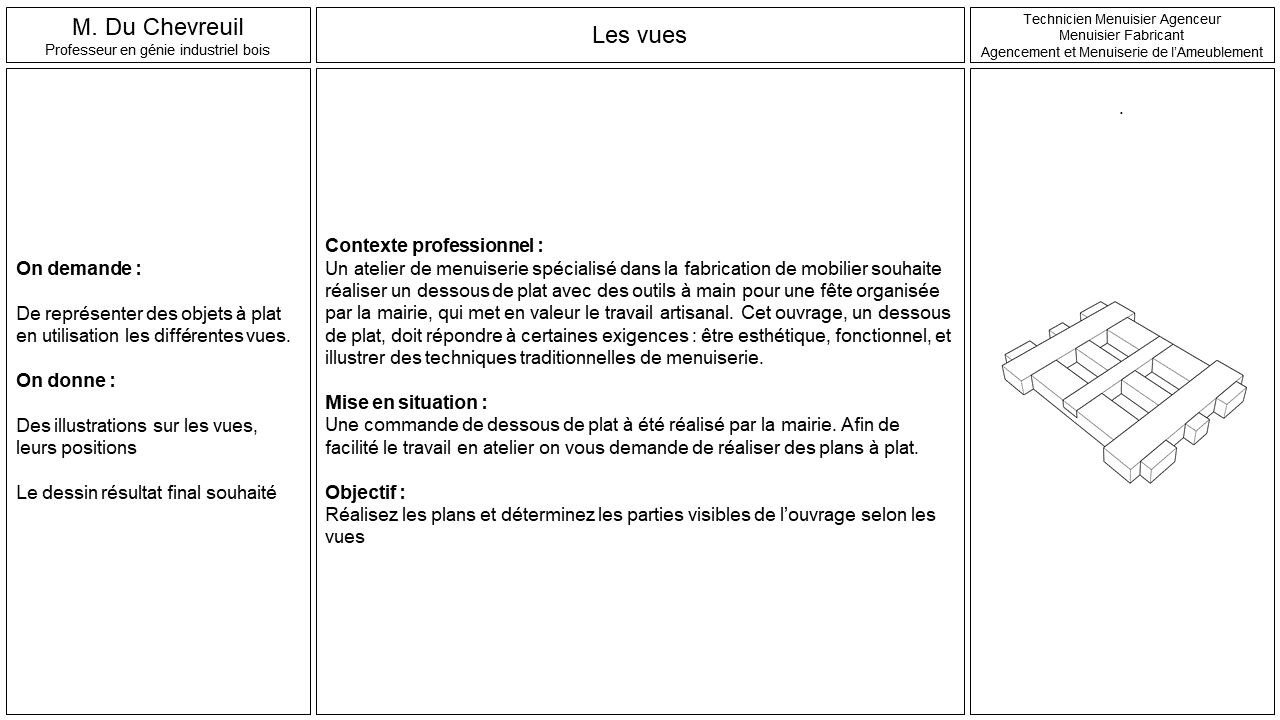 M. Du Chevreuil
Professeur en génie industriel bois
Les vues
Technicien Menuisier Agenceur
Menuisier Fabricant
Agencement et Menuiserie de l'Ameublement
On demande :
De représenter des objets à plat
en utilisation les différentes vues.
On donne :
Des illustrations sur les vues,
leurs positions
Le dessin résultat final souhaité
Contexte professionnel :
Un atelier de menuiserie spécialisé dans la fabrication de mobilier souhaite
réaliser un dessous de plat avec des outils à main pour une fête organisée
par la mairie, qui met en valeur le travail artisanal. Cet ouvrage, un dessous
de plat, doit répondre à certaines exigences : être esthétique, fonctionnel, et
illustrer des techniques traditionnelles de menuiserie.
Mise en situation :
Une commande de dessous de plat à été réalisé par la mairie. Afin de
facilité le travail en atelier on vous demande de réaliser des plans à plat.
Objectif :
Réalisez les plans et déterminez les parties visibles de l'ouvrage selon les
vues
.